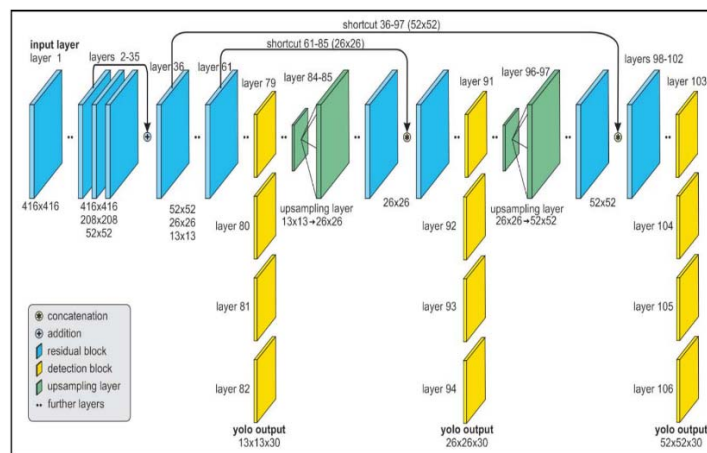 shortcut 36-97 (52x52)
shortcut 61-85 (26x26)
input layer
layer 1
layers 2-35
layer 36
layer 61
layer 79
layer 84-85
layer 91
layer 96-97
layers 98-102
layer 103
416x416
416x416
208x208
52x52
52x52
26x26
13x13
upsampling layer
13x13→26x26
26x26
upsampling layer
26x26→52x52
52x52
layer 80
layer 81
layer 82
layer 92
layer 93
layer 94
layer 104
layer 105
layer 106
concatenation
addition
residual block
detection block
upsampling layer
further layers
yolo output
13x13x30
yolo output
26x26x30
yolo output
52x52x30